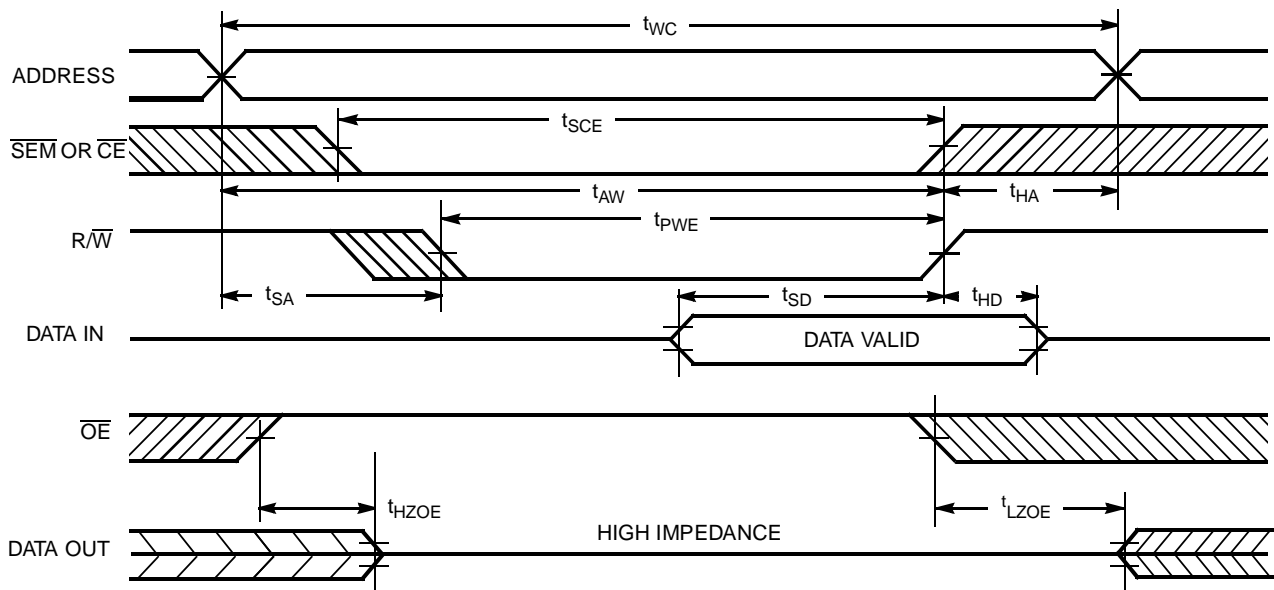 tWC
ADDRESS
tSCE
SEM OR CE
tAW
tHA
tPWE
R/W
tSA
tSD
tHD
DATA IN
DATA VALID
OE
tHZOE
tLZOE
HIGH IMPEDANCE
DATA OUT